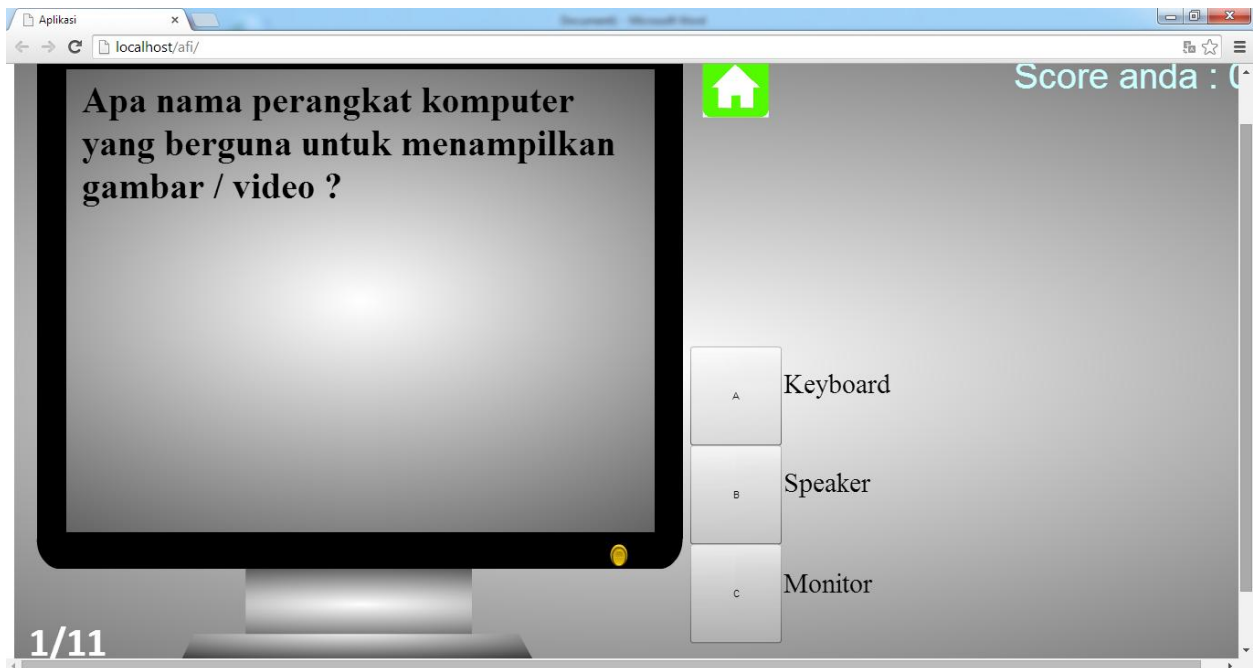 Aplikasi
localhost/afi/
Apa nama perangkat komputer
yang berguna untuk menampilkan
gambar / video ?
Score anda :
A
Keyboard
B
Speaker
C
Monitor
1/11